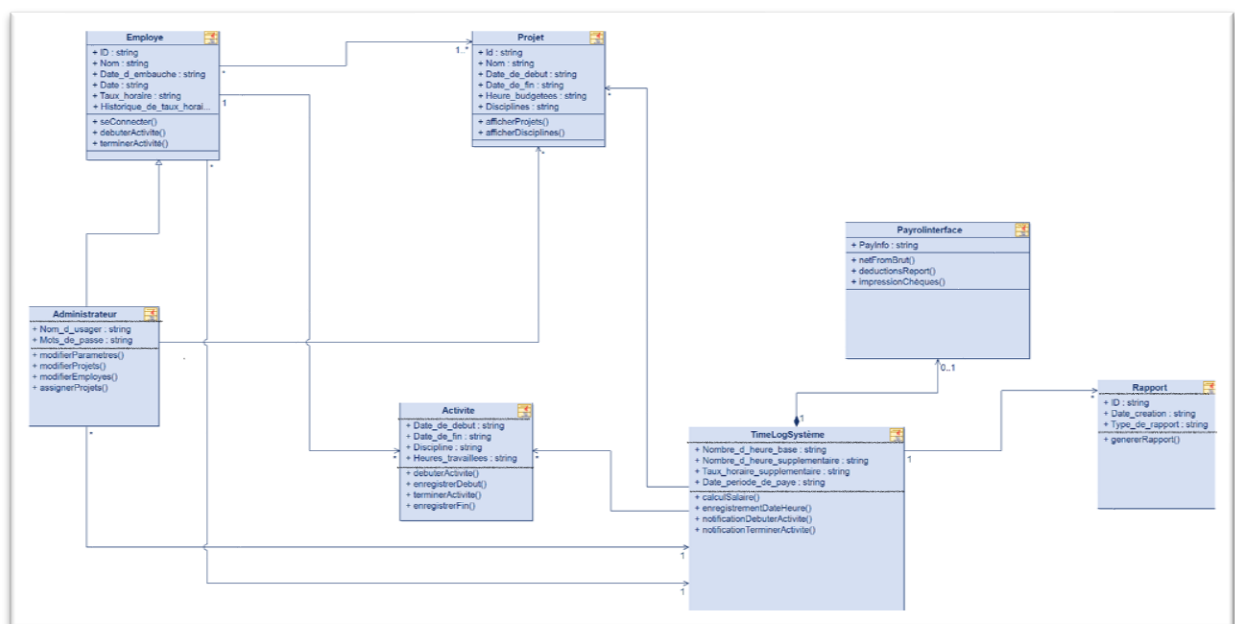 Employe
+ ID : string
+ Nom : string
+ Date_d_embauche : string
+ Date : string
+ Taux_horaire : string
+ Historique_de_taux_horai...
+ seConnecter()
+ debuterActivite()
+ terminerActivité()
Projet
+ Id : string
+ Nom : string
+ Date_de_debut : string
+ Date_de_fin : string
+ Heure_budgetees : string
+ Disciplines : string
+ afficherProjets()
+ afficherDisciplines()
*
1..*
1
*
*
*
PayrolInterface
+ PayInfo : string
+ netFromBrut()
+ deductionsReport()
+ impressionChéques()
Administrateur
+ Nom_d_usager : string
+ Mots_de_passe : string
+ modifierParametres()
+ modifierProjets()
+ modifierEmployes()
+ assignerProjets()
*
Activite
+ Date_de_debut : string
+ Date_de_fin : string
+ Discipline : string
+ Heures_travaillees : string
+ debuterActivite()
+ enregistrerDebut()
+ terminerActivite()
+ enregistrerFin()
*
*
0..1
1
TimeLogSystème
+ Nombre_d_heure_base : string
+ Nombre_d_heure_supplementaire : string
+ Taux_horaire_supplementaire : string
+ Date_periode_de_paye : string
+ calculSalaire()
+ enregistrementDateHeure()
+ notificationDebuterActivite()
+ notificationTerminerActivite()
1
1
1
*
Rapport
+ ID : string
+ Date_creation : string
+ Type_de_rapport : string
+ genererRapport()